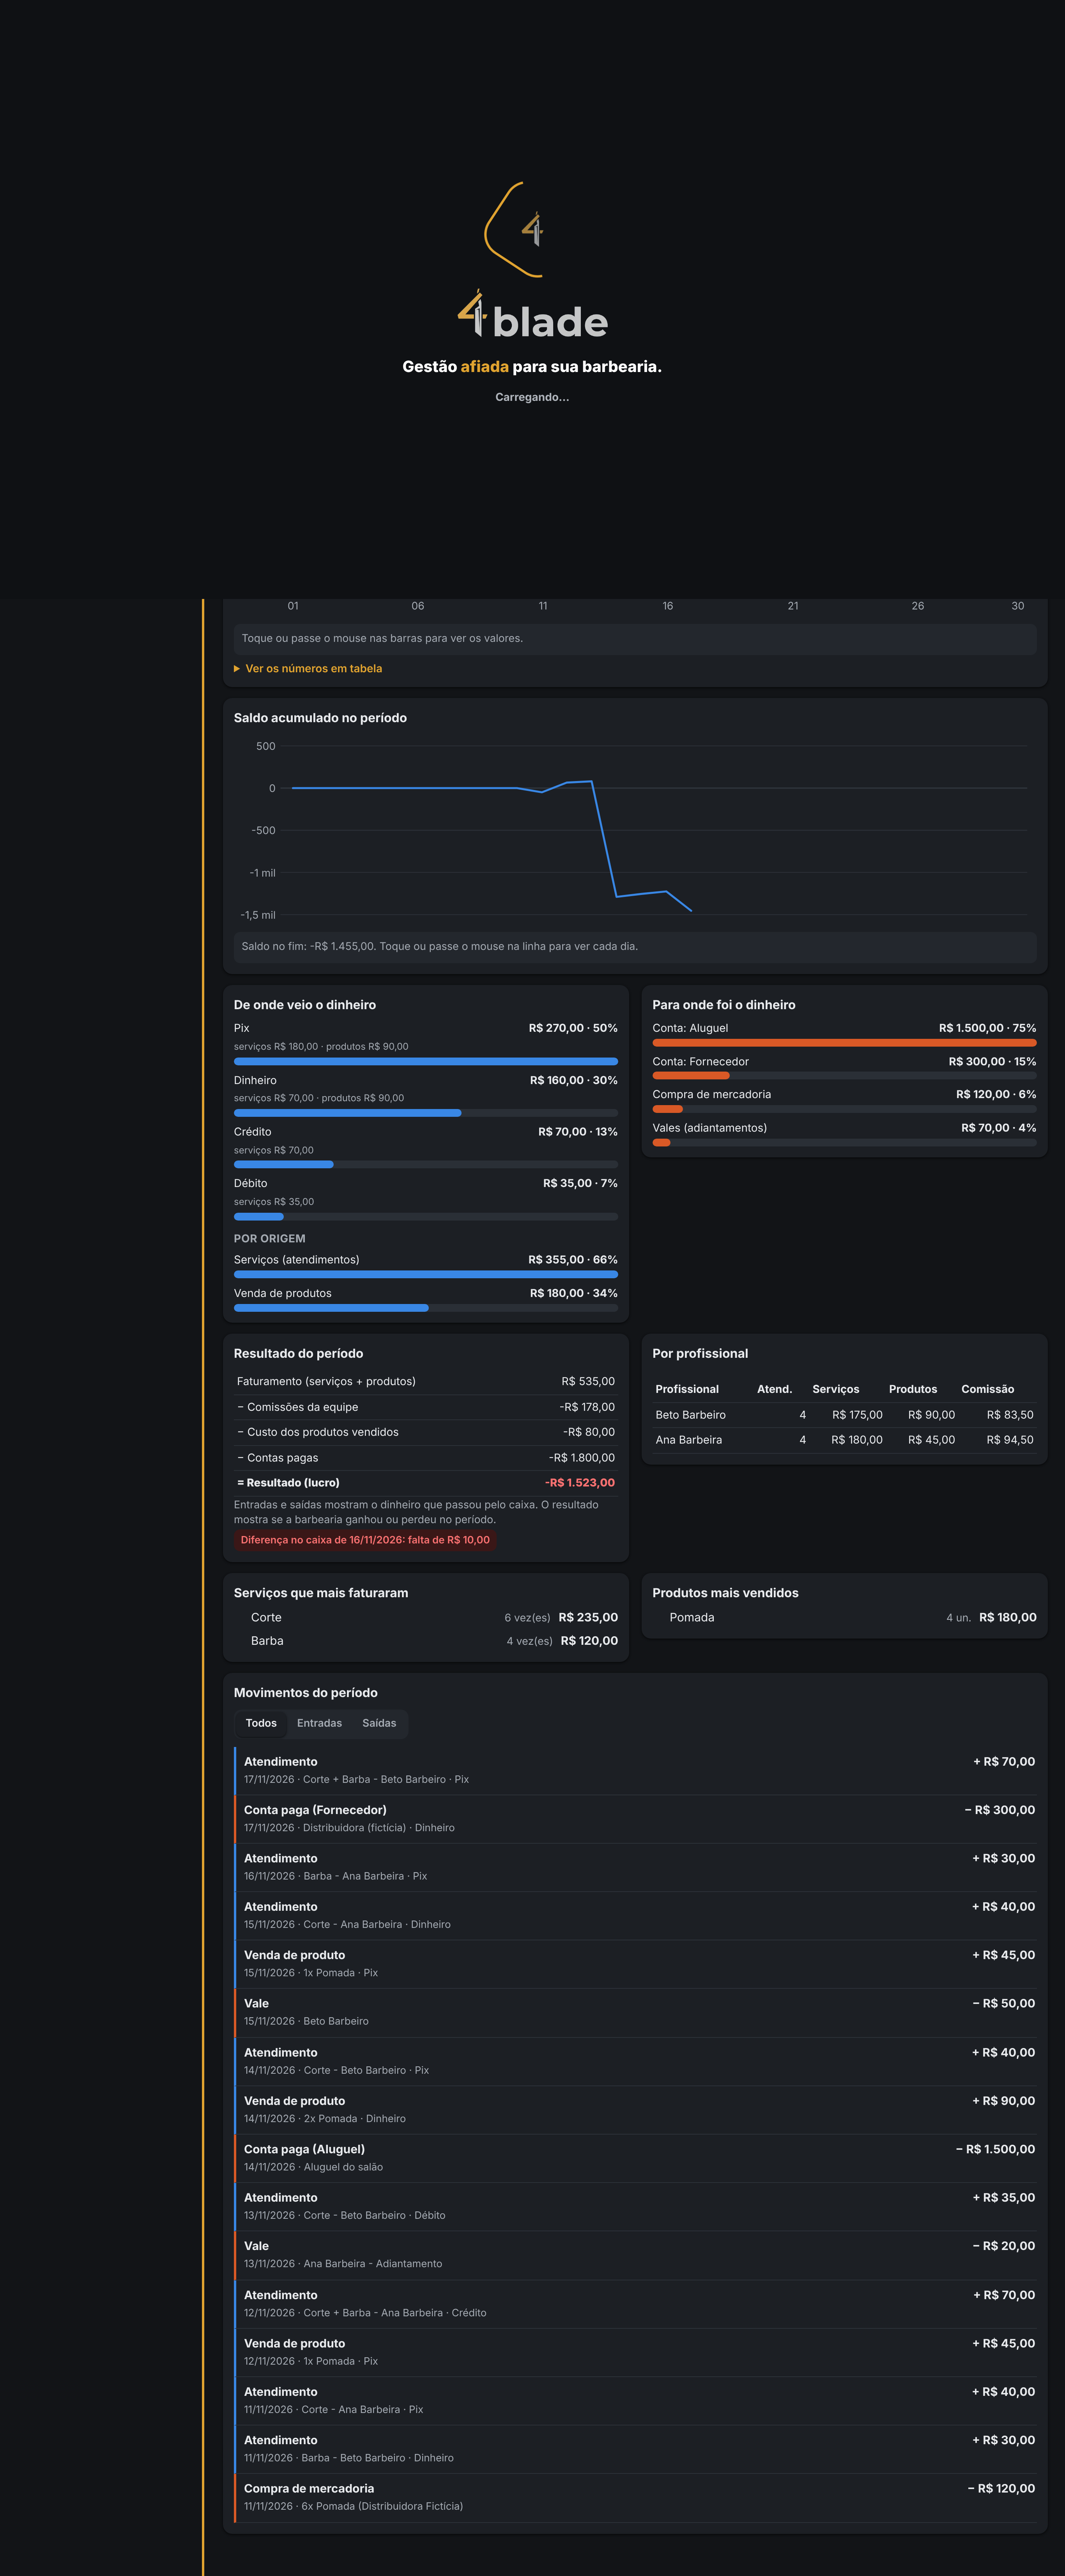 4
4blade
Gestão afiada para sua barbearia.
Carregando...
01 06 11 16 21 26 30
Toque ou passe o mouse nas barras para ver os valores.
Ver os números em tabela
Saldo acumulado no período
500
0
-500
-1 mil
-1,5 mil
Saldo no fim: -R$ 1.455,00. Toque ou passe o mouse na linha para ver cada dia.
De onde veio o dinheiro
Pix R$ 270,00 · 50%
serviços R$ 180,00 · produtos R$ 90,00
Dinheiro R$ 160,00 · 30%
serviços R$ 70,00 · produtos R$ 90,00
Crédito R$ 70,00 · 13%
serviços R$ 70,00
Débito R$ 35,00 · 7%
serviços R$ 35,00
POR ORIGEM
Serviços (atendimentos) R$ 355,00 · 66%
Venda de produtos R$ 180,00 · 34%
Para onde foi o dinheiro
Conta: Aluguel R$ 1.500,00 · 75%
Conta: Fornecedor R$ 300,00 · 15%
Compra de mercadoria R$ 120,00 · 6%
Vales (adiantamentos) R$ 70,00 · 4%
Resultado do período
Faturamento (serviços + produtos) R$ 535,00
− Comissões da equipe -R$ 178,00
− Custo dos produtos vendidos -R$ 80,00
− Contas pagas -R$ 1.800,00
= Resultado (lucro) -R$ 1.523,00
Entradas e saídas mostram o dinheiro que passou pelo caixa. O resultado
mostra se a barbearia ganhou ou perdeu no período.
Diferença no caixa de 16/11/2026: falta de R$ 10,00
Por profissional
Profissional Atend. Serviços Produtos Comissão
Beto Barbeiro 4 R$ 175,00 R$ 90,00 R$ 83,50
Ana Barbeira 4 R$ 180,00 R$ 45,00 R$ 94,50
Serviços que mais faturaram
Corte 6 vez(es) R$ 235,00
Barba 4 vez(es) R$ 120,00
Produtos mais vendidos
Pomada 4 un. R$ 180,00
Movimentos do período
Todos Entradas Saídas
Atendimento + R$ 70,00
17/11/2026 · Corte + Barba - Beto Barbeiro · Pix
Conta paga (Fornecedor) − R$ 300,00
17/11/2026 · Distribuidora (fictícia) · Dinheiro
Atendimento + R$ 30,00
16/11/2026 · Barba - Ana Barbeira · Pix
Atendimento + R$ 40,00
15/11/2026 · Corte - Ana Barbeira · Dinheiro
Venda de produto + R$ 45,00
15/11/2026 · 1x Pomada · Pix
Vale − R$ 50,00
15/11/2026 · Beto Barbeiro
Atendimento + R$ 40,00
14/11/2026 · Corte - Beto Barbeiro · Pix
Venda de produto + R$ 90,00
14/11/2026 · 2x Pomada · Dinheiro
Conta paga (Aluguel) − R$ 1.500,00
14/11/2026 · Aluguel do salão
Atendimento + R$ 35,00
13/11/2026 · Corte - Beto Barbeiro · Débito
Vale − R$ 20,00
13/11/2026 · Ana Barbeira - Adiantamento
Atendimento + R$ 70,00
12/11/2026 · Corte + Barba - Ana Barbeira · Crédito
Venda de produto + R$ 45,00
12/11/2026 · 1x Pomada · Pix
Atendimento + R$ 40,00
11/11/2026 · Corte - Ana Barbeira · Pix
Atendimento + R$ 30,00
11/11/2026 · Barba - Beto Barbeiro · Dinheiro
Compra de mercadoria − R$ 120,00
11/11/2026 · 6x Pomada (Distribuidora Fictícia)